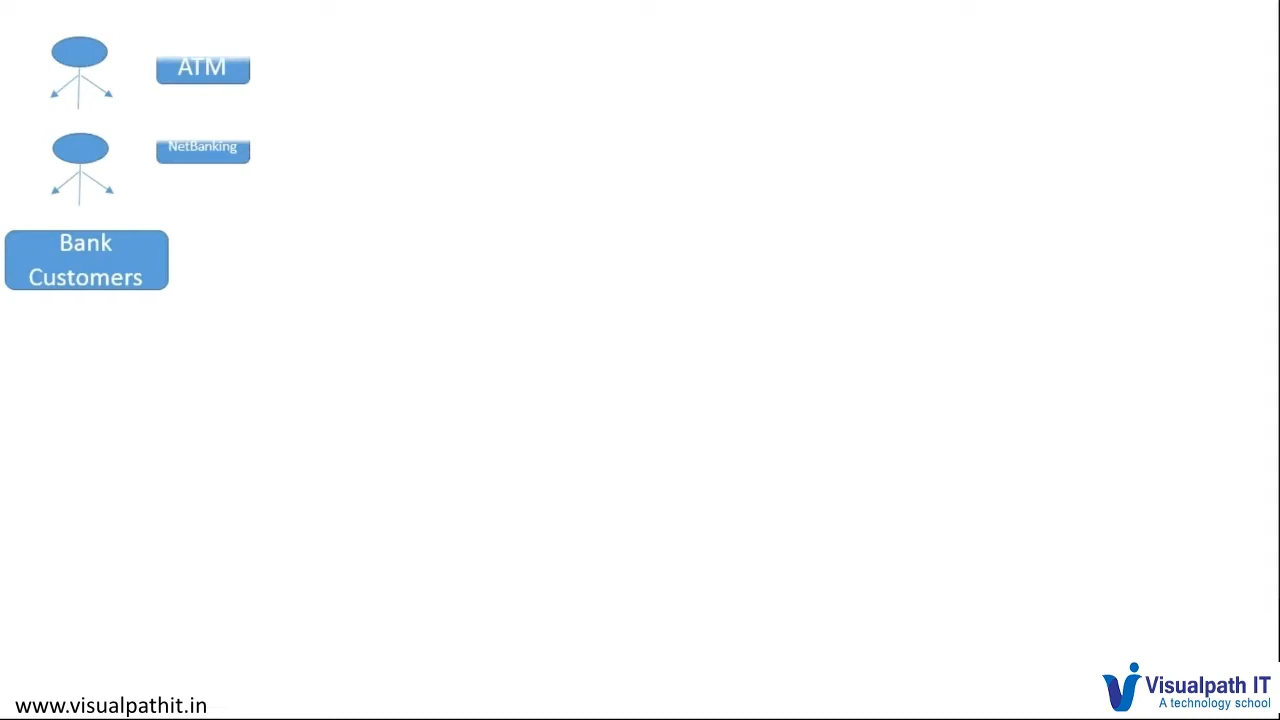 ATM
NetBanking
Bank
Customers
www.visualpathit.in
Visualpath IT
A technology school